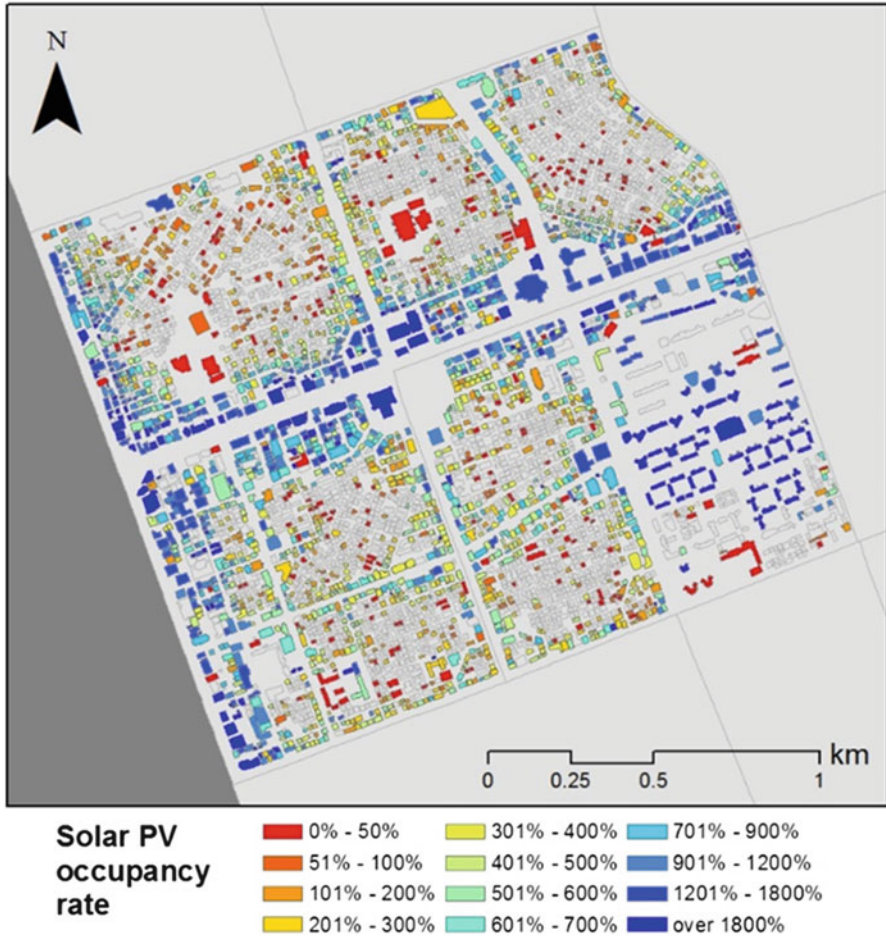 N
km
0 0.25 0.5 1
Solar PV
occupancy
rate
0% - 50%
51% - 100%
101% - 200%
201% - 300%
301% - 400%
401% - 500%
501% - 600%
601% - 700%
701% - 900%
901% - 1200%
1201% - 1800%
over 1800%